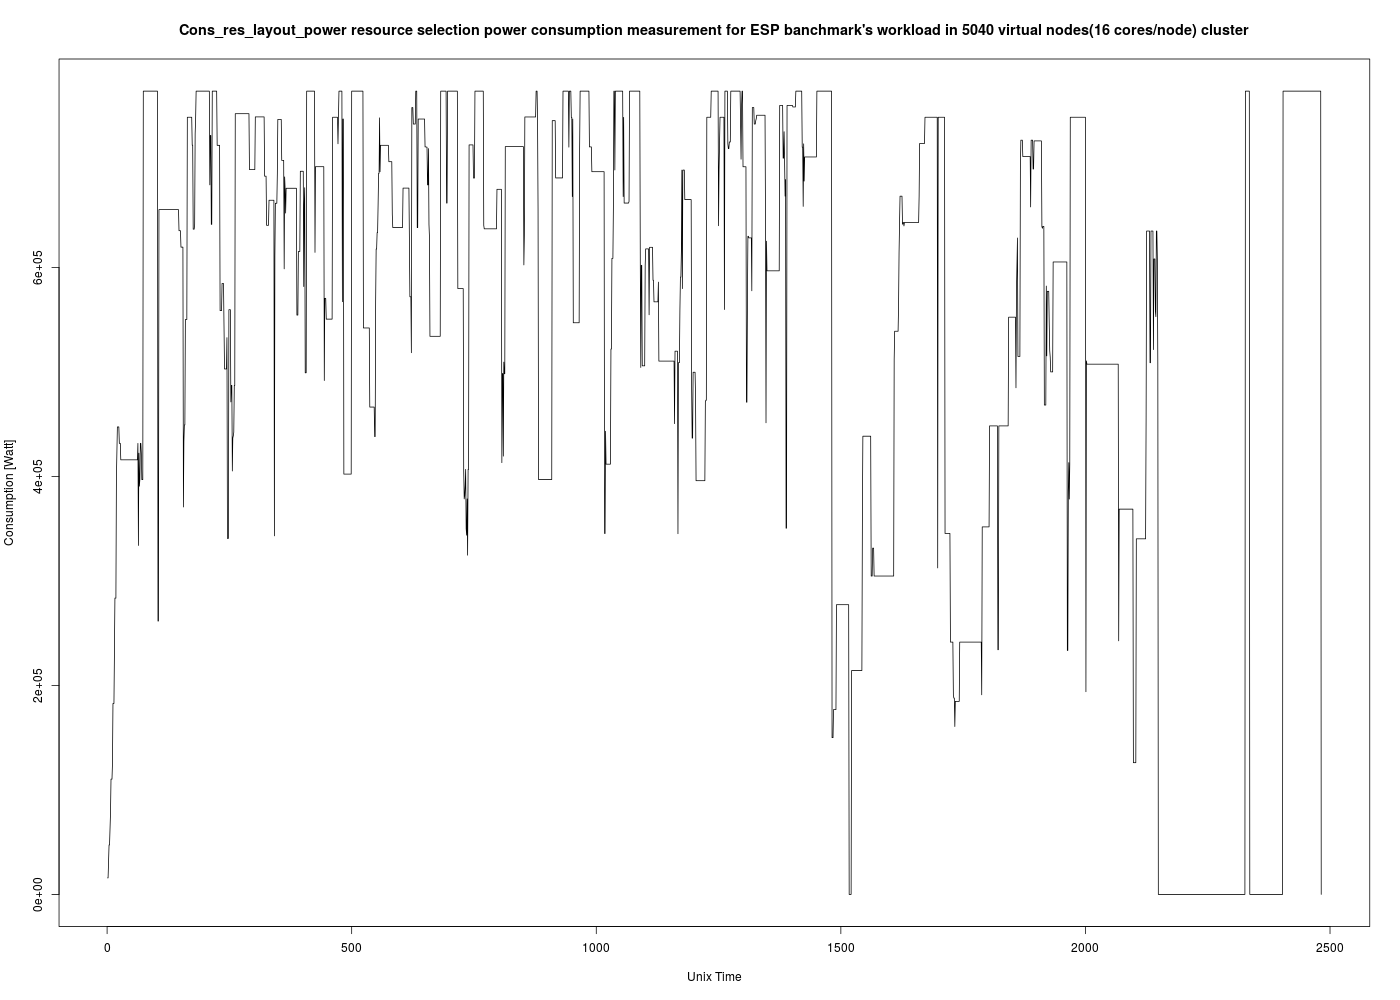 Cons_res_layout_power resource selection power consumption measurement for ESP banchmark's workload in 5040 virtual nodes(16 cores/node) cluster
Consumption [Watt]
6e+05
4e+05
2e+05
0e+00
0 500 1000 1500 2000 2500
Unix Time